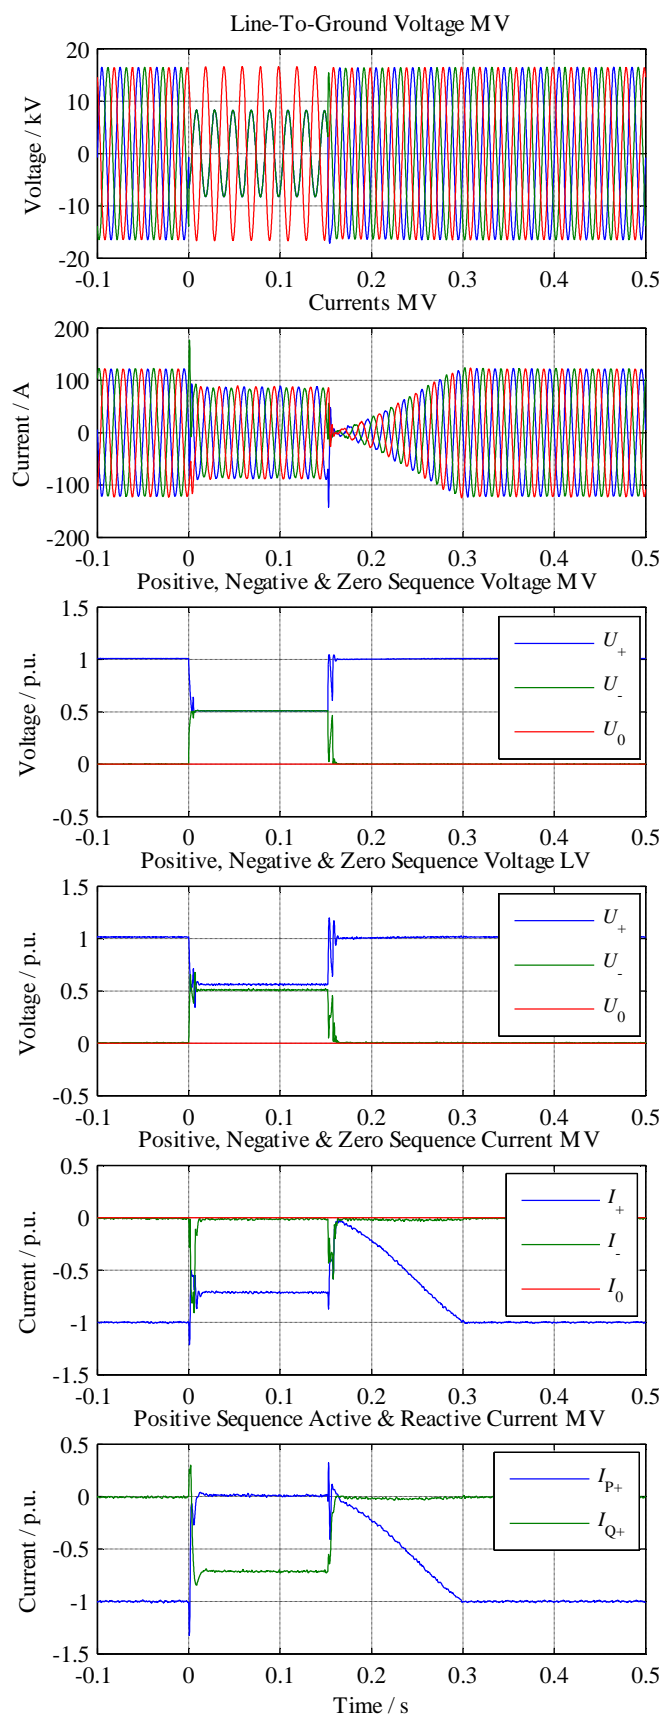 Line-To-Ground Voltage MV
20
10
0
-10
-20
Voltage / kV
-0.1 0 0.1 0.2 0.3 0.4 0.5
Currents MV
200
100
0
-100
-200
Current / A
-0.1 0 0.1 0.2 0.3 0.4 0.5
Positive, Negative & Zero Sequence Voltage MV
1.5
1
0.5
0
-0.5
Voltage / p.u.
U+
U-
U0
-0.1 0 0.1 0.2 0.3 0.4 0.5
Positive, Negative & Zero Sequence Voltage LV
1.5
1
0.5
0
-0.5
Voltage / p.u.
U+
U-
U0
-0.1 0 0.1 0.2 0.3 0.4 0.5
Positive, Negative & Zero Sequence Current MV
0.5
0
-0.5
-1
-1.5
Current / p.u.
I+
I-
I0
-0.1 0 0.1 0.2 0.3 0.4 0.5
Positive Sequence Active & Reactive Current MV
0.5
0
-0.5
-1
-1.5
Current / p.u.
IP+
IQ+
-0.1 0 0.1 0.2 0.3 0.4 0.5
Time / s